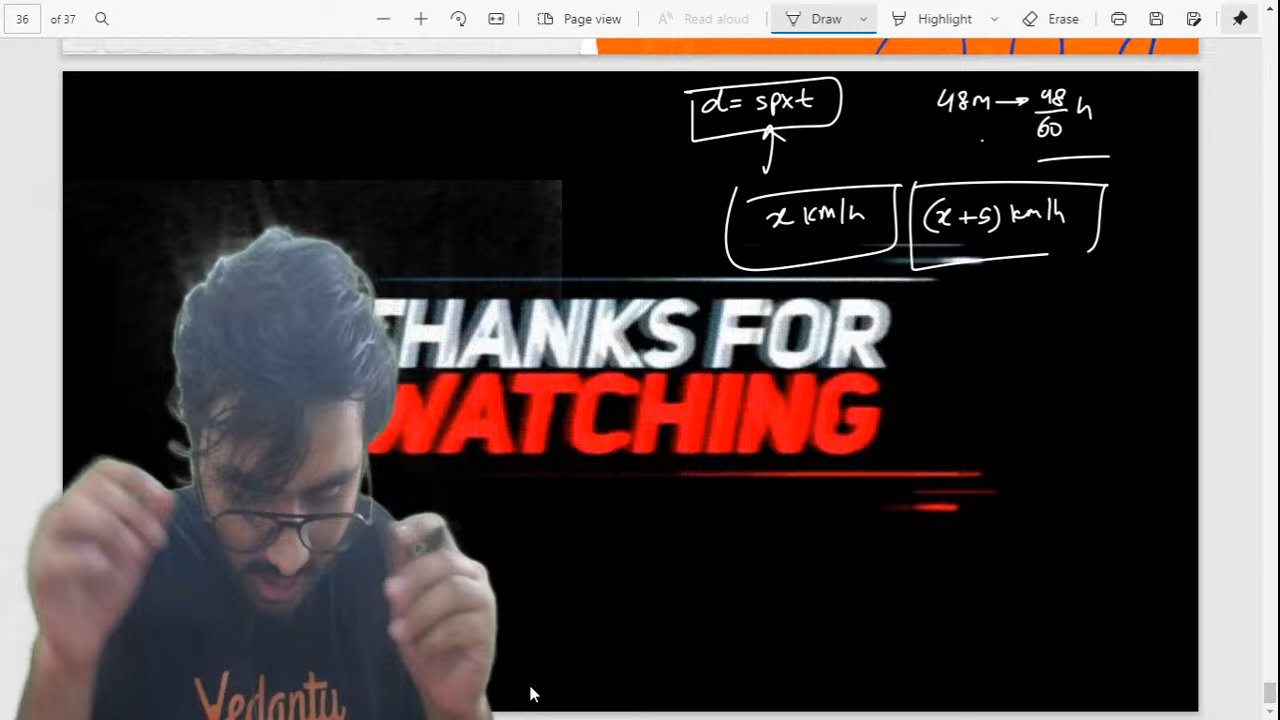 36 of 37
Page view
Read aloud
Draw
Highlight
Erase
d = spxt
48m → 48/60 h
x km/h
(x+5) km/h
THANKS FOR
WATCHING
Vedantu